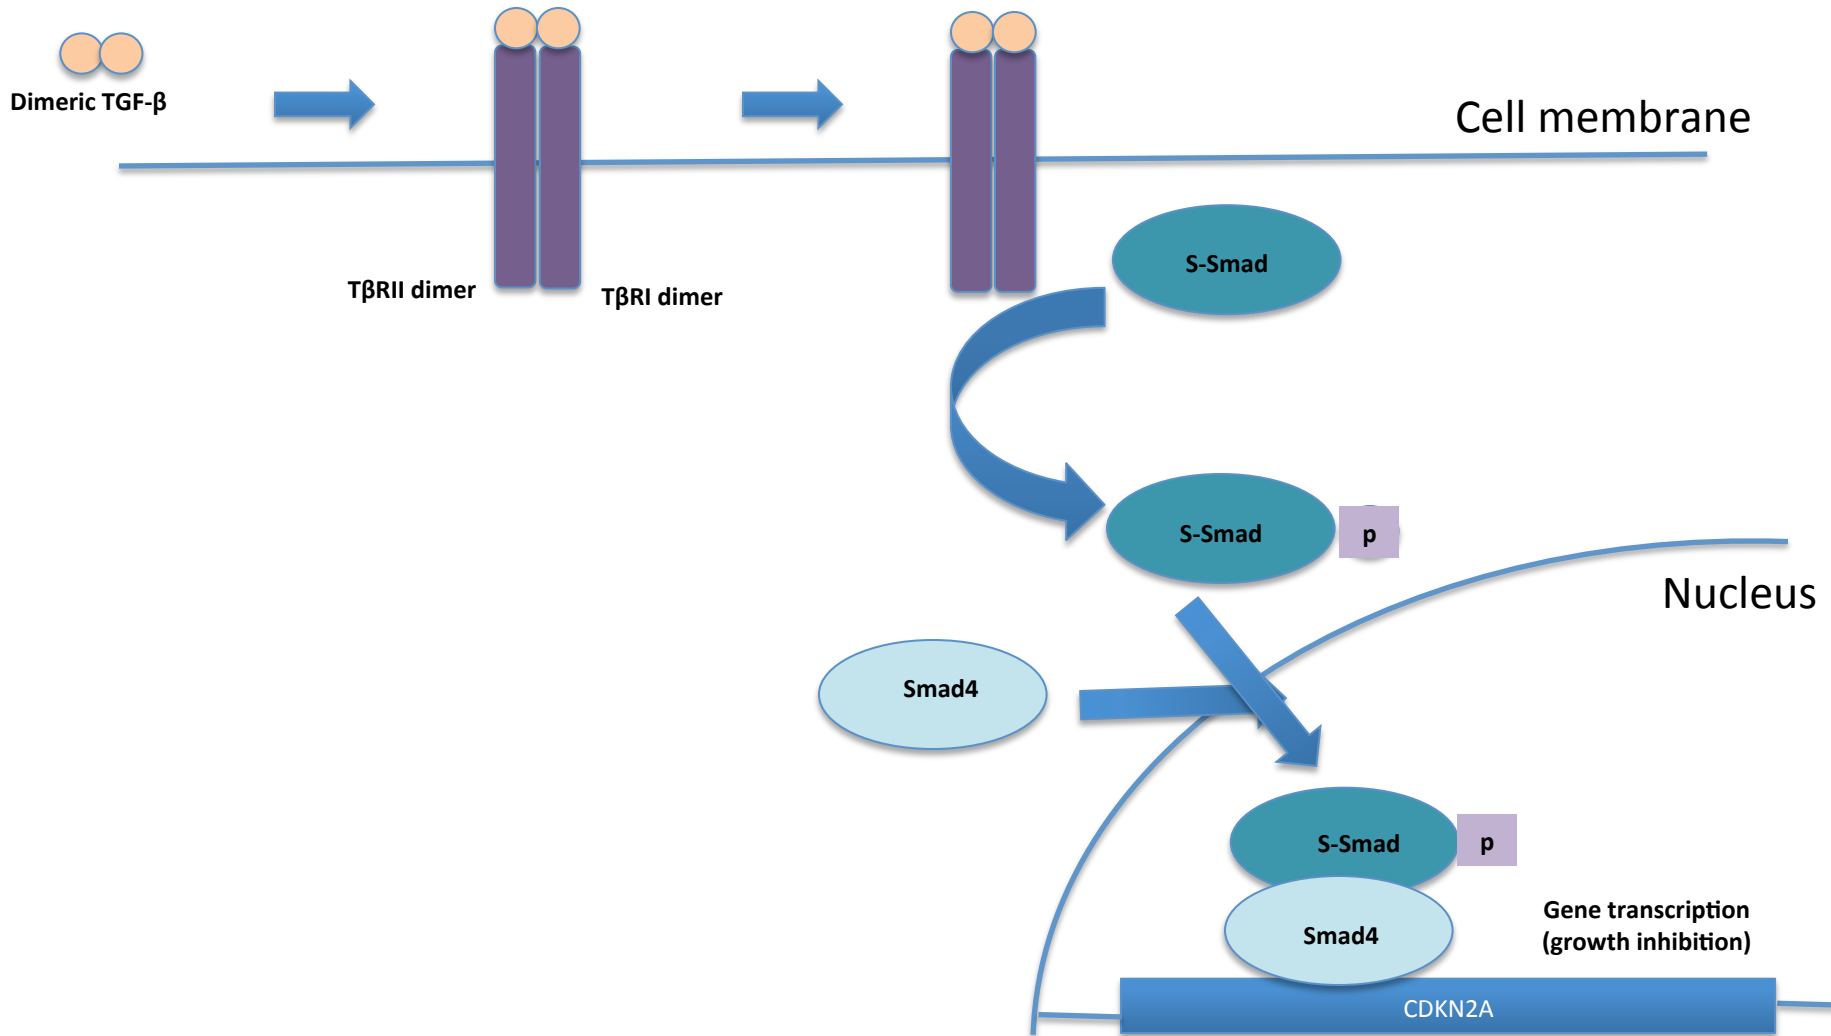 Dimeric TGF-β
Cell membrane
TβRII dimer
TβRI dimer
S-Smad
S-Smad
p
Nucleus
Smad4
S-Smad
p
Smad4
Gene transcription
(growth inhibition)
CDKN2A